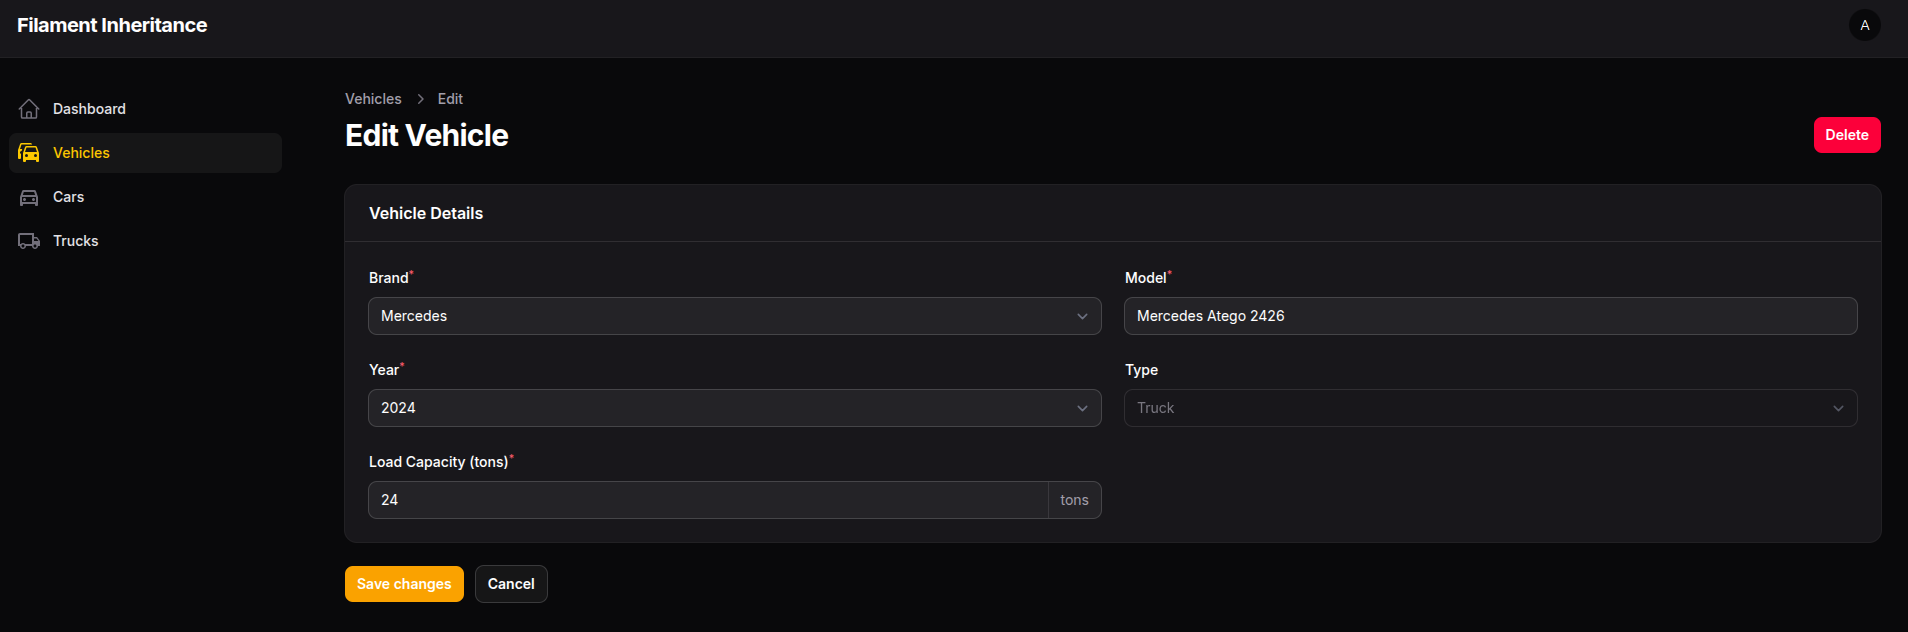 Filament Inheritance
A
Dashboard
Vehicles
Cars
Trucks
Vehicles > Edit
Edit Vehicle
Delete
Vehicle Details
Brand*
Mercedes
Model*
Mercedes Atego 2426
Year*
2024
Type
Truck
Load Capacity (tons)*
24 tons
Save changes Cancel